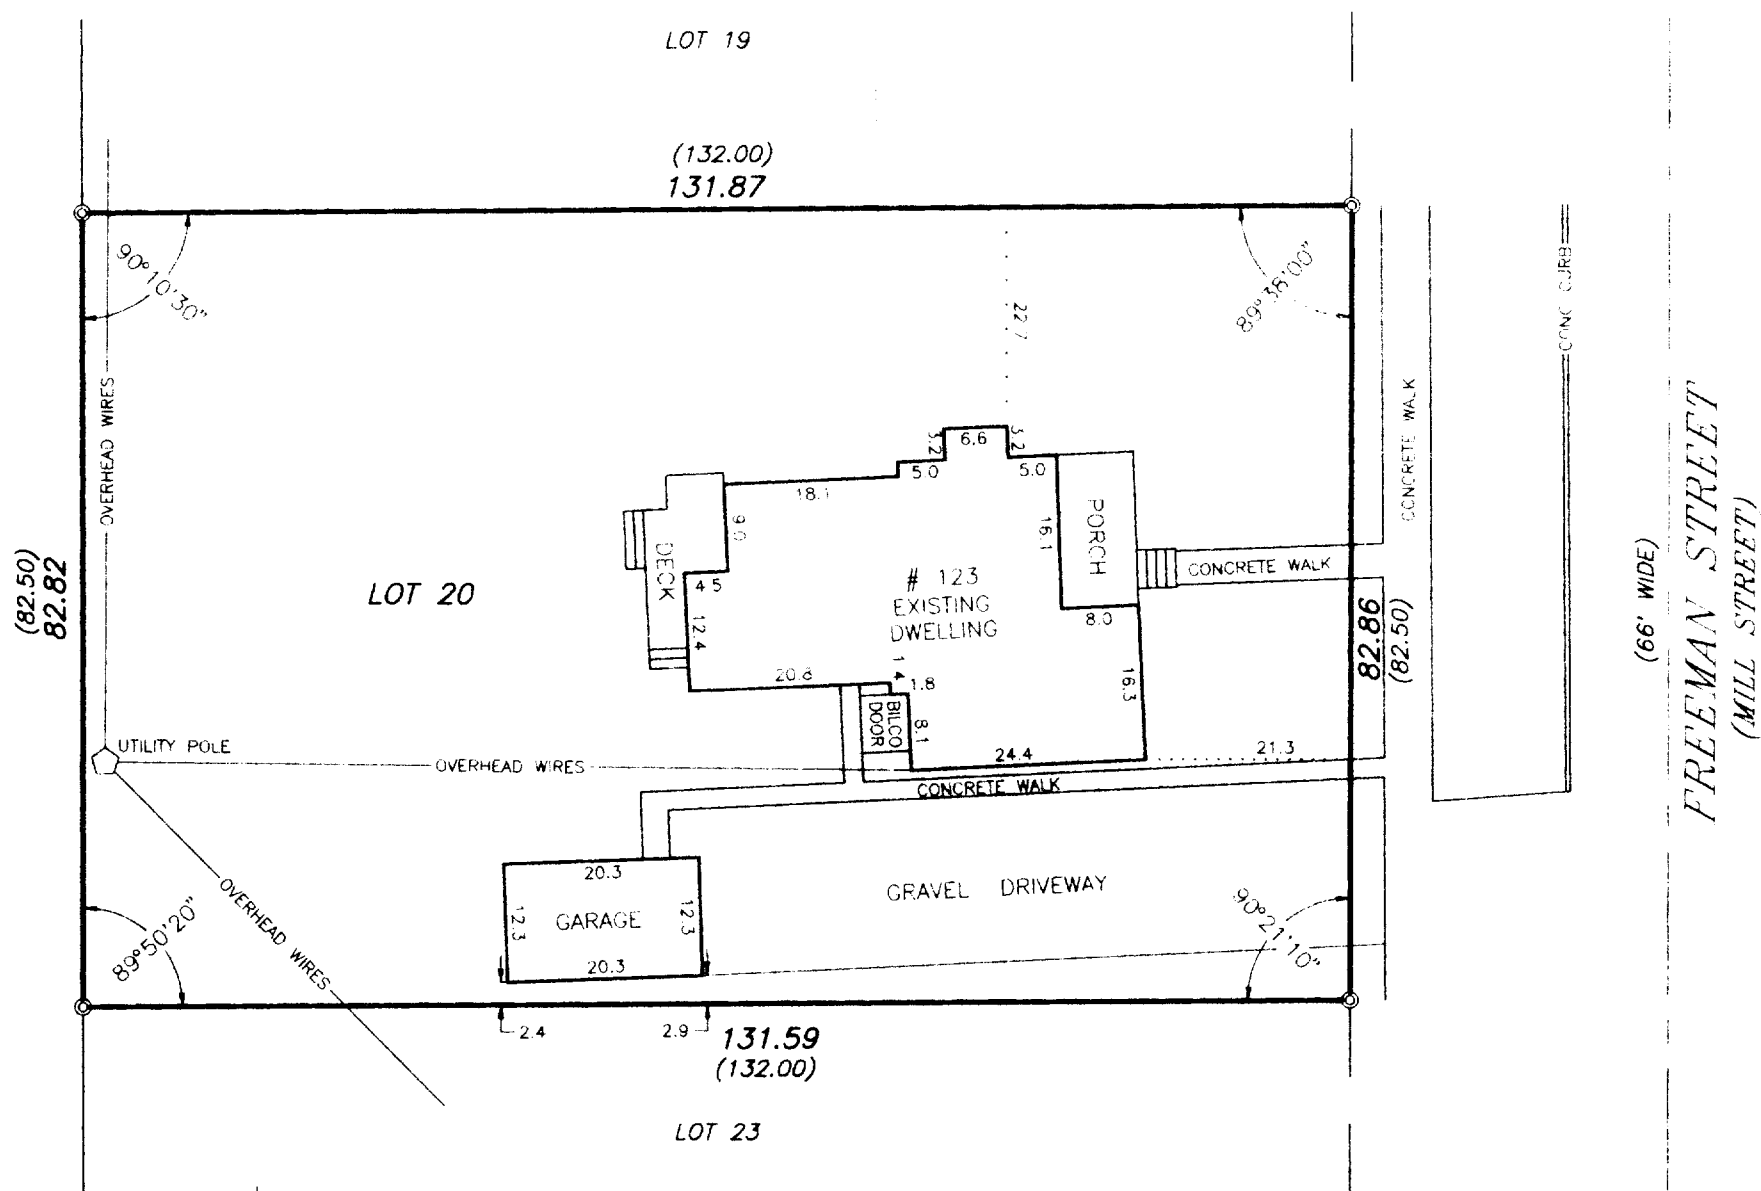 LOT 19
(132.00)
131.87
90°10'30"
89°38'00"
22.7
CONC CURB
OVERHEAD WIRES
CONCRETE WALK
FREEMAN STREET
(MILL STREET)
(66' WIDE)
3.2
6.6
3.2
5.0
5.0
18.1
9.0
DECK
4.5
12.4
16.1
PORCH
8.0
# 123
EXISTING
DWELLING
CONCRETE WALK
(82.50)
82.82
LOT 20
82.86
(82.50)
20.8
1.4
1.8
BILCO
DOOR
8.1
16.3
24.4
21.3
UTILITY POLE
OVERHEAD WIRES
CONCRETE WALK
20.3
12.3
GARAGE
12.3
20.3
GRAVEL DRIVEWAY
OVERHEAD WIRES
89°50'20"
90°21'10"
2.4
2.9
131.59
(132.00)
LOT 23